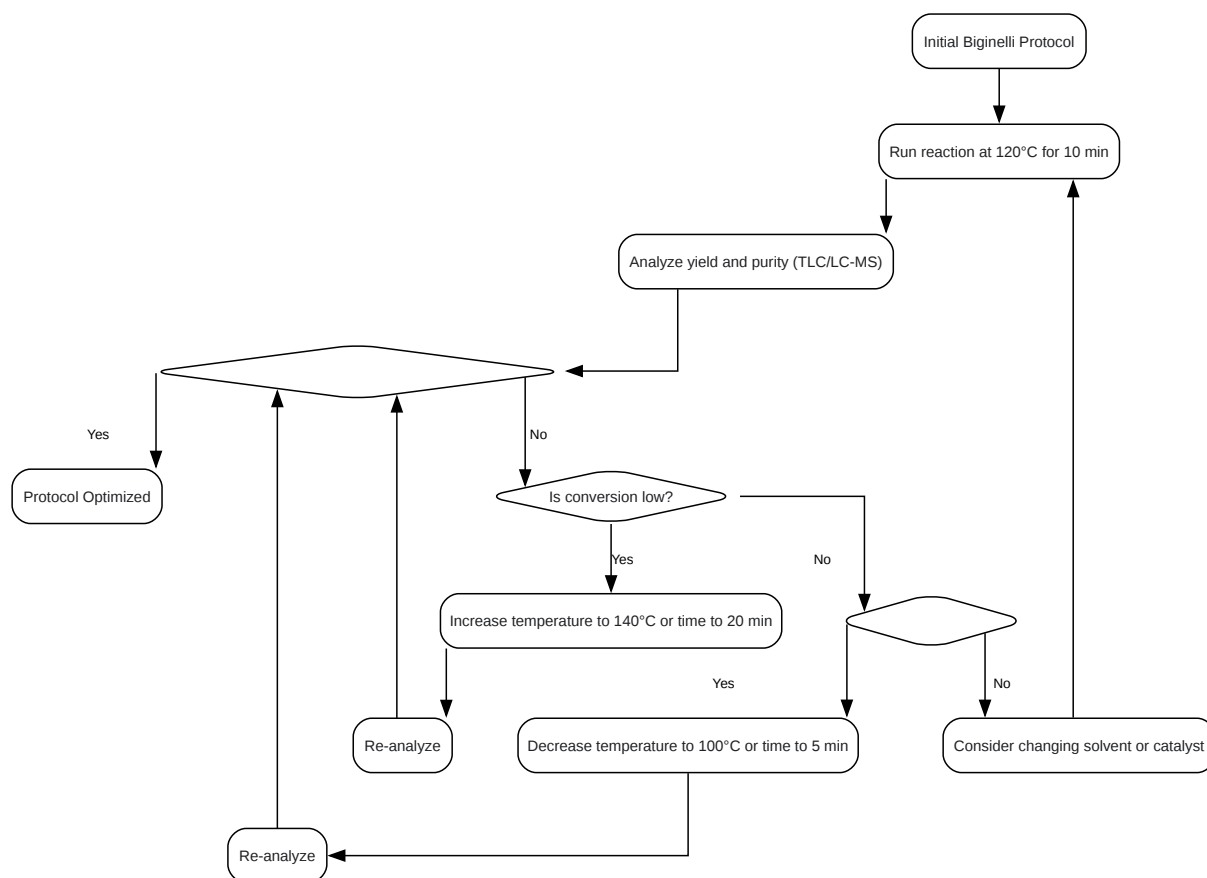 Initial Biginelli Protocol
Run reaction at 120°C for 10 min
Analyze yield and purity (TLC/LC-MS)
Yes
No
Protocol Optimized
Is conversion low?
Yes
No
Increase temperature to 140°C or time to 20 min
Yes
No
Re-analyze
Decrease temperature to 100°C or time to 5 min
Consider changing solvent or catalyst
Re-analyze